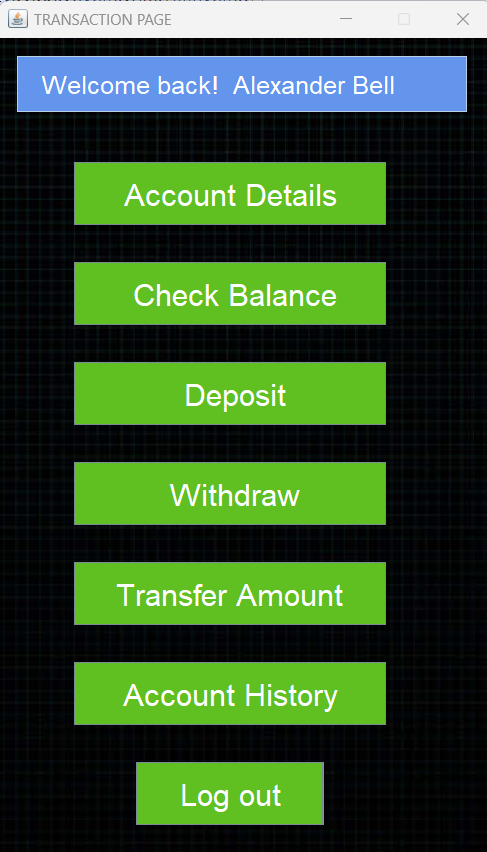 TRANSACTION PAGE
Welcome back!  Alexander Bell
Account Details
Check Balance
Deposit
Withdraw
Transfer Amount
Account History
Log out